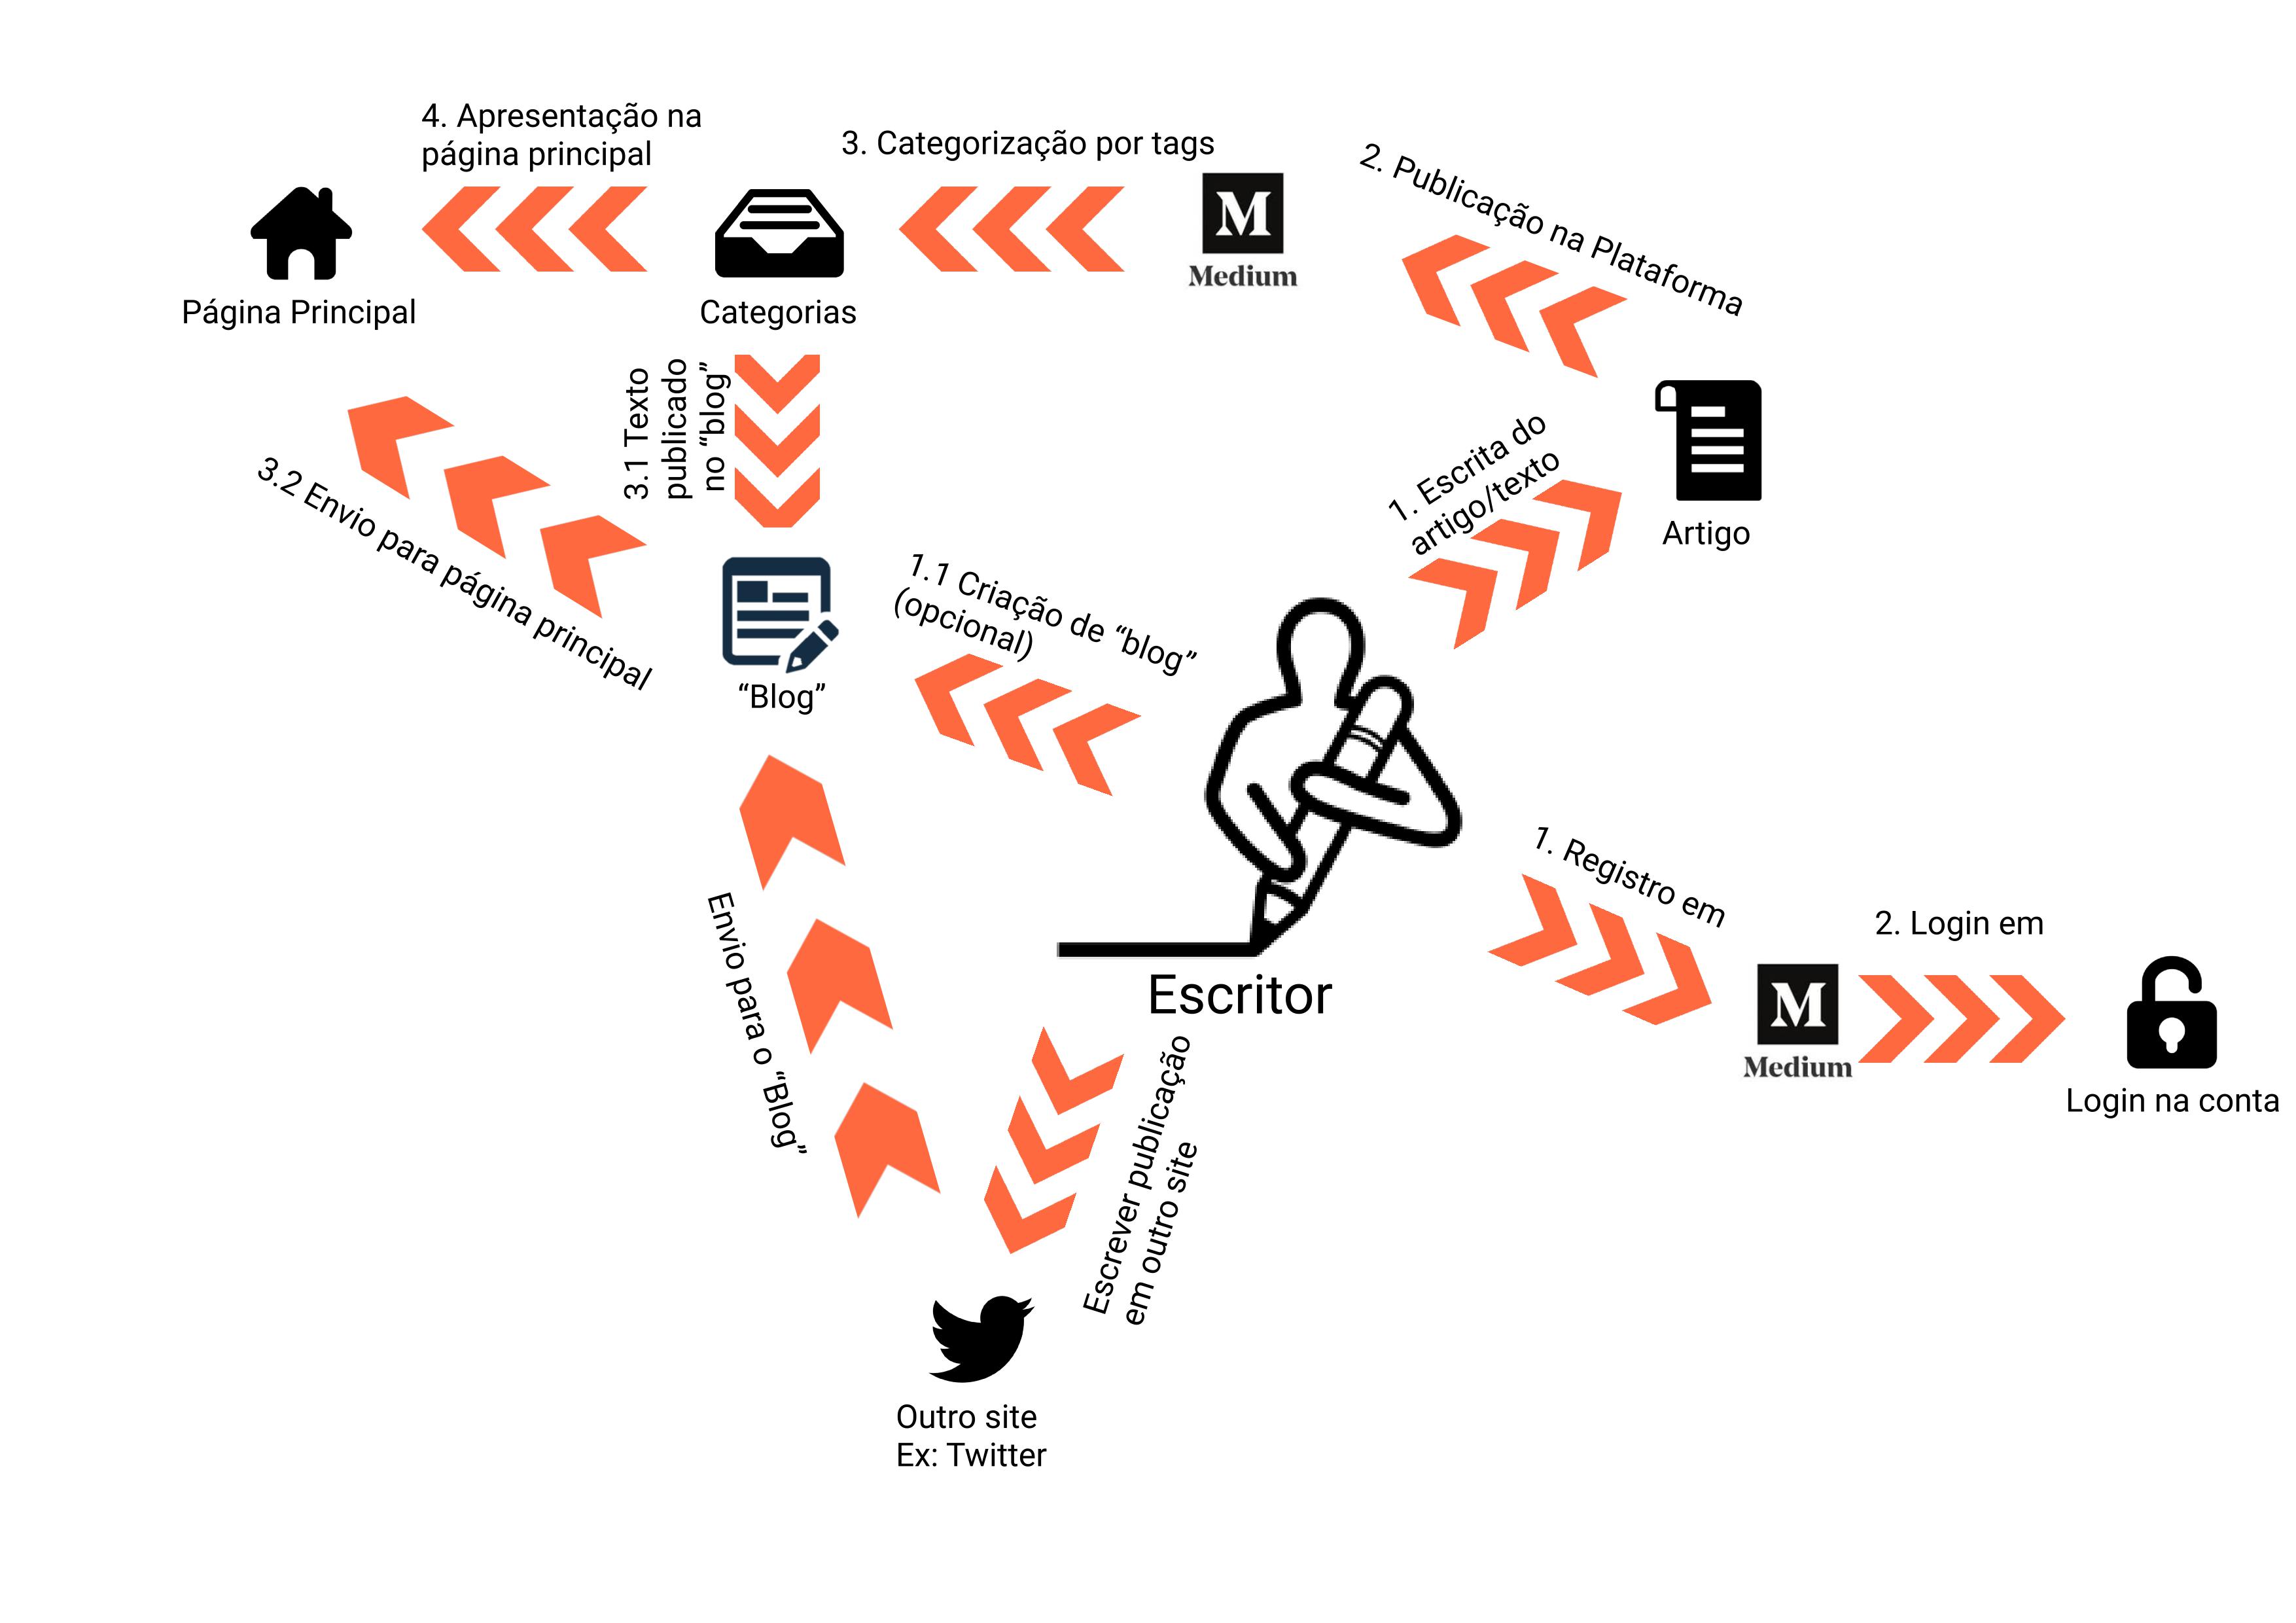 4. Apresentação na
página principal
3. Categorização por tags
2. Publicação na Plataforma
M
Medium
Página Principal
Categorias
3.1 Texto
publicado
no “blog”
1. Escrita do
artigo/texto
Artigo
3.2 Envio para página principal
1.1 Criação de “blog”
(opcional)
“Blog”
1. Registro em
2. Login em
Escritor
M
Medium
Login na conta
Envio para o “Blog”
Escrever publicação
em outro site
Outro site
Ex: Twitter